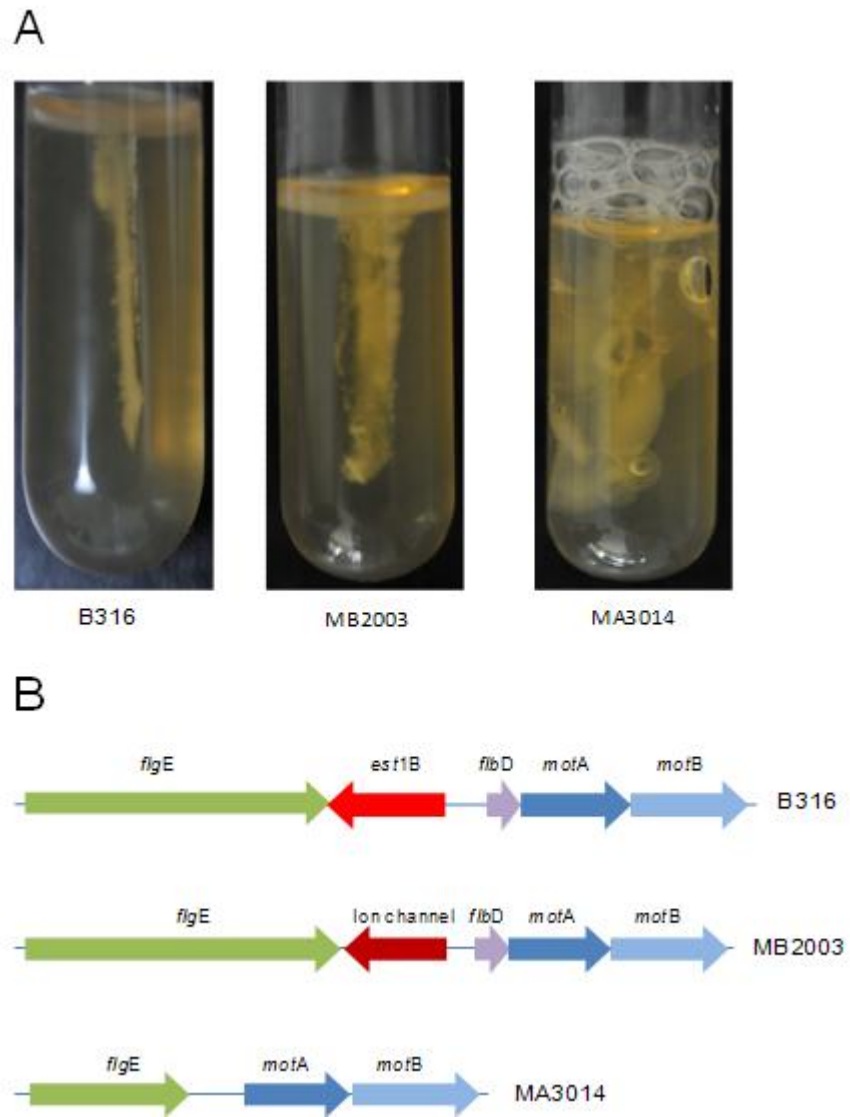 A
B316 MB2003 MA3014
B
flgE est1B flbD motA motB
B316
flgE Ion channel flbD motA motB
MB2003
flgE motA motB
MA3014